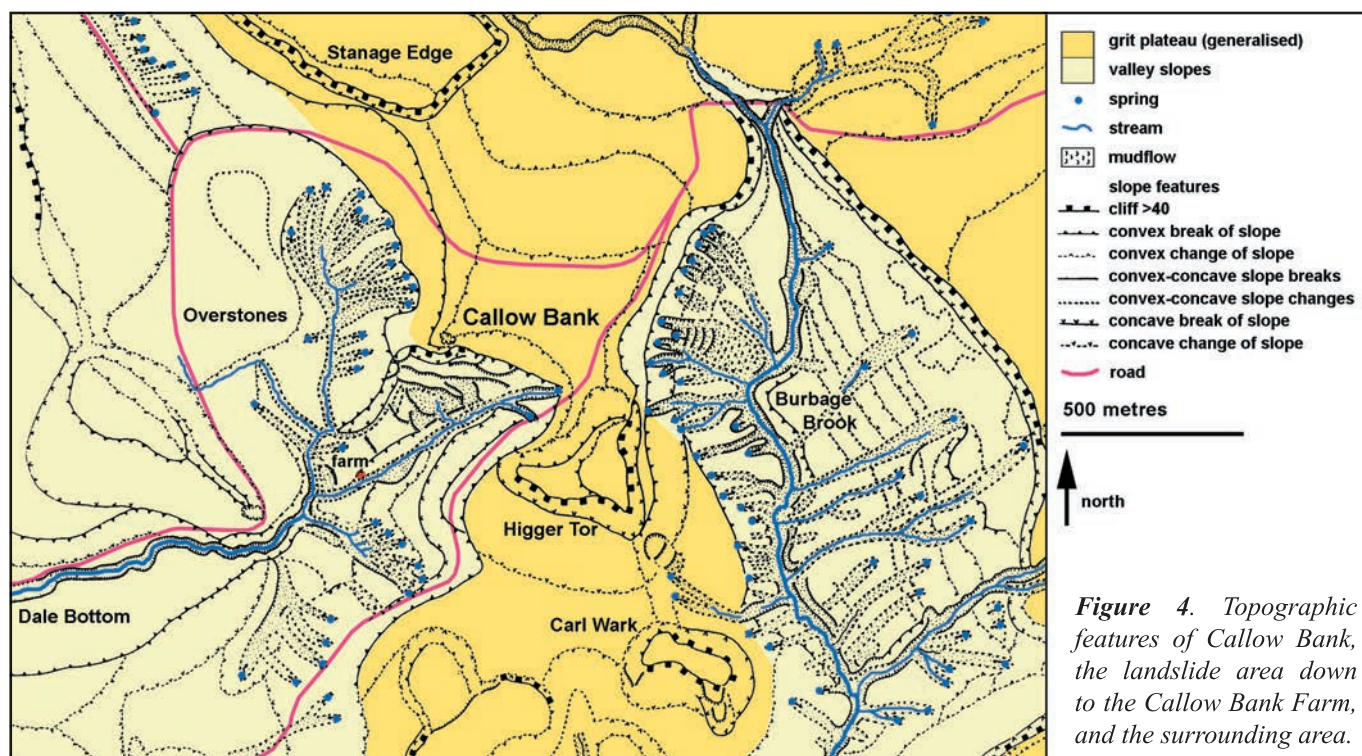 Stanage Edge
Callow Bank
Overstones
Burbage
Brook
farm
Higger Tor
Dale Bottom
Carl Wark
grit plateau (generalised)
valley slopes
spring
stream
mudflow
slope features
cliff >40
convex break of slope
convex change of slope
convex-concave slope breaks
convex-concave slope changes
concave break of slope
concave change of slope
road
500 metres
north
Figure 4. Topographic
features of Callow Bank,
the landslide area down
to the Callow Bank Farm,
and the surrounding area.